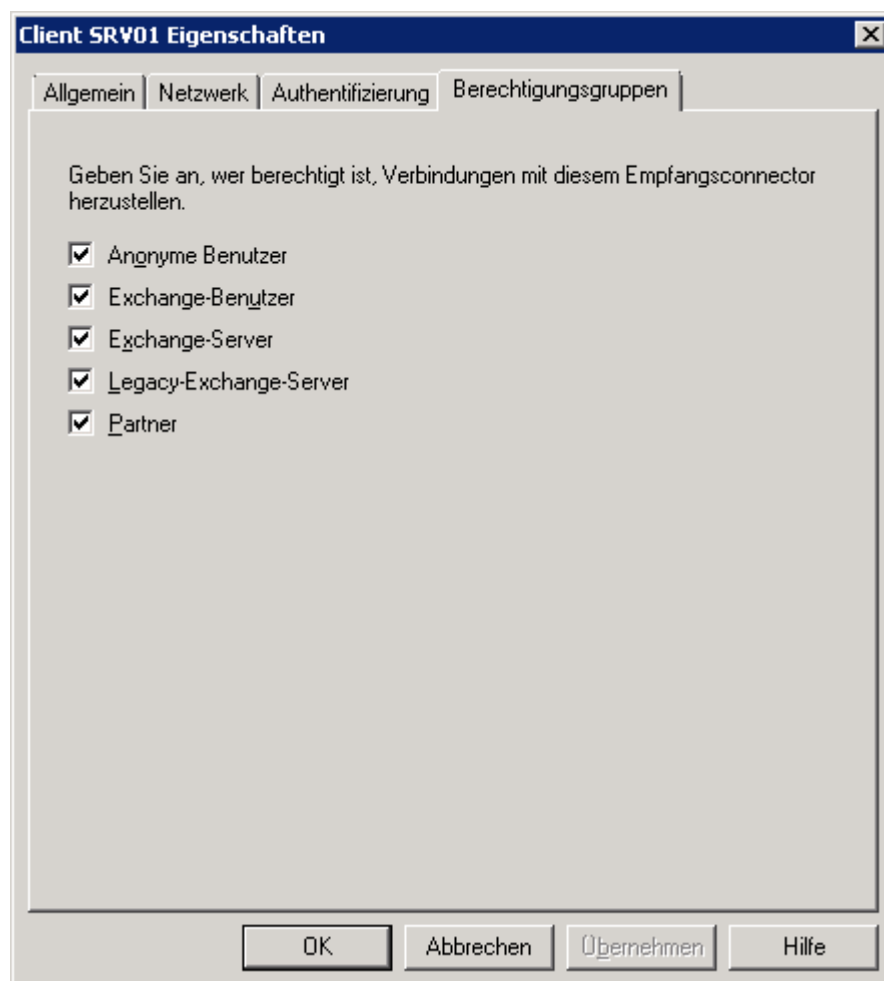 Client SRV01 Eigenschaften
Allgemein Netzwerk Authentifizierung Berechtigungsgruppen
Geben Sie an, wer berechtigt ist, Verbindungen mit diesem Empfangsconnector
herzustellen.
Anonyme Benutzer
Exchange-Benutzer
Exchange-Server
Legacy-Exchange-Server
Partner
OK Abbrechen Übernehmen Hilfe